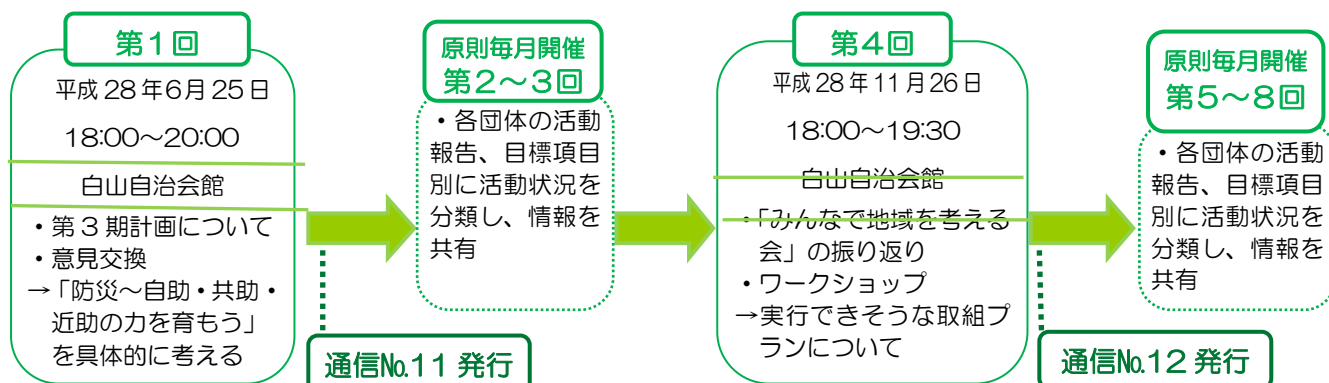 第1回
平成28年6月25日
18:00～20:00
白山自治会館
・第3期計画について
・意見交換
→「防災～自助・共助・
近助の力を育もう」
を具体的に考える
通信№11 発行
原則毎月開催
第2～3回
・各団体の活動
報告、目標項目
別に活動状況を
分類し、情報を
共有
第4回
平成28年11月26日
18:00～19:30
白山自治会館
・「みんなで地域を考える
会」の振り返り
・ワークショップ
→実行できそうな取組プ
ランについて
通信№12 発行
原則毎月開催
第5～8回
・各団体の活動
報告、目標項目
別に活動状況を
分類し、情報を
共有